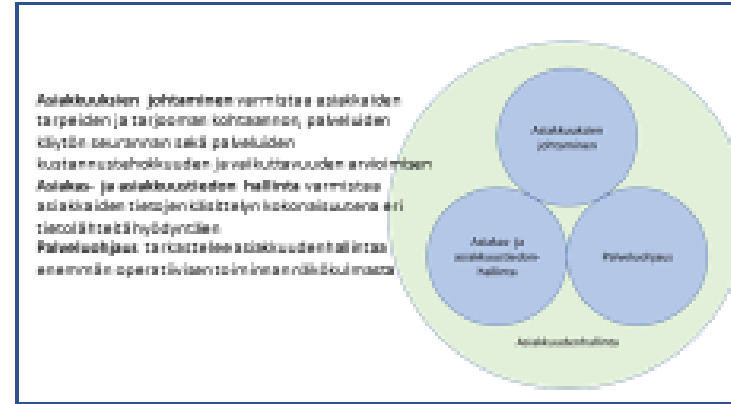 Asiakkuuksien johtaminen varmistaa asiakkaiden
tarpeiden ja tarjooman kohtaannon, palveluiden
käytön seurannan sekä palveluiden
kustannustehokkuuden ja vaikuttavuuden arvioimisen
Asiakas- ja asiakkuustiedon hallinta varmistaa
asiakkaiden tietojen käsittelyn kokonaisuutena eri
tietolähteitä hyödyntäen
Palveluohjaus tarkastelee asiakkuudenhallintaa
enemmän operatiivisen toiminnan näkökulmasta
Asiakkuuksien
johtaminen
Asiakas- ja
asiakkuustiedon-
hallinta
Palveluohjaus
Asiakkuudenhallinta